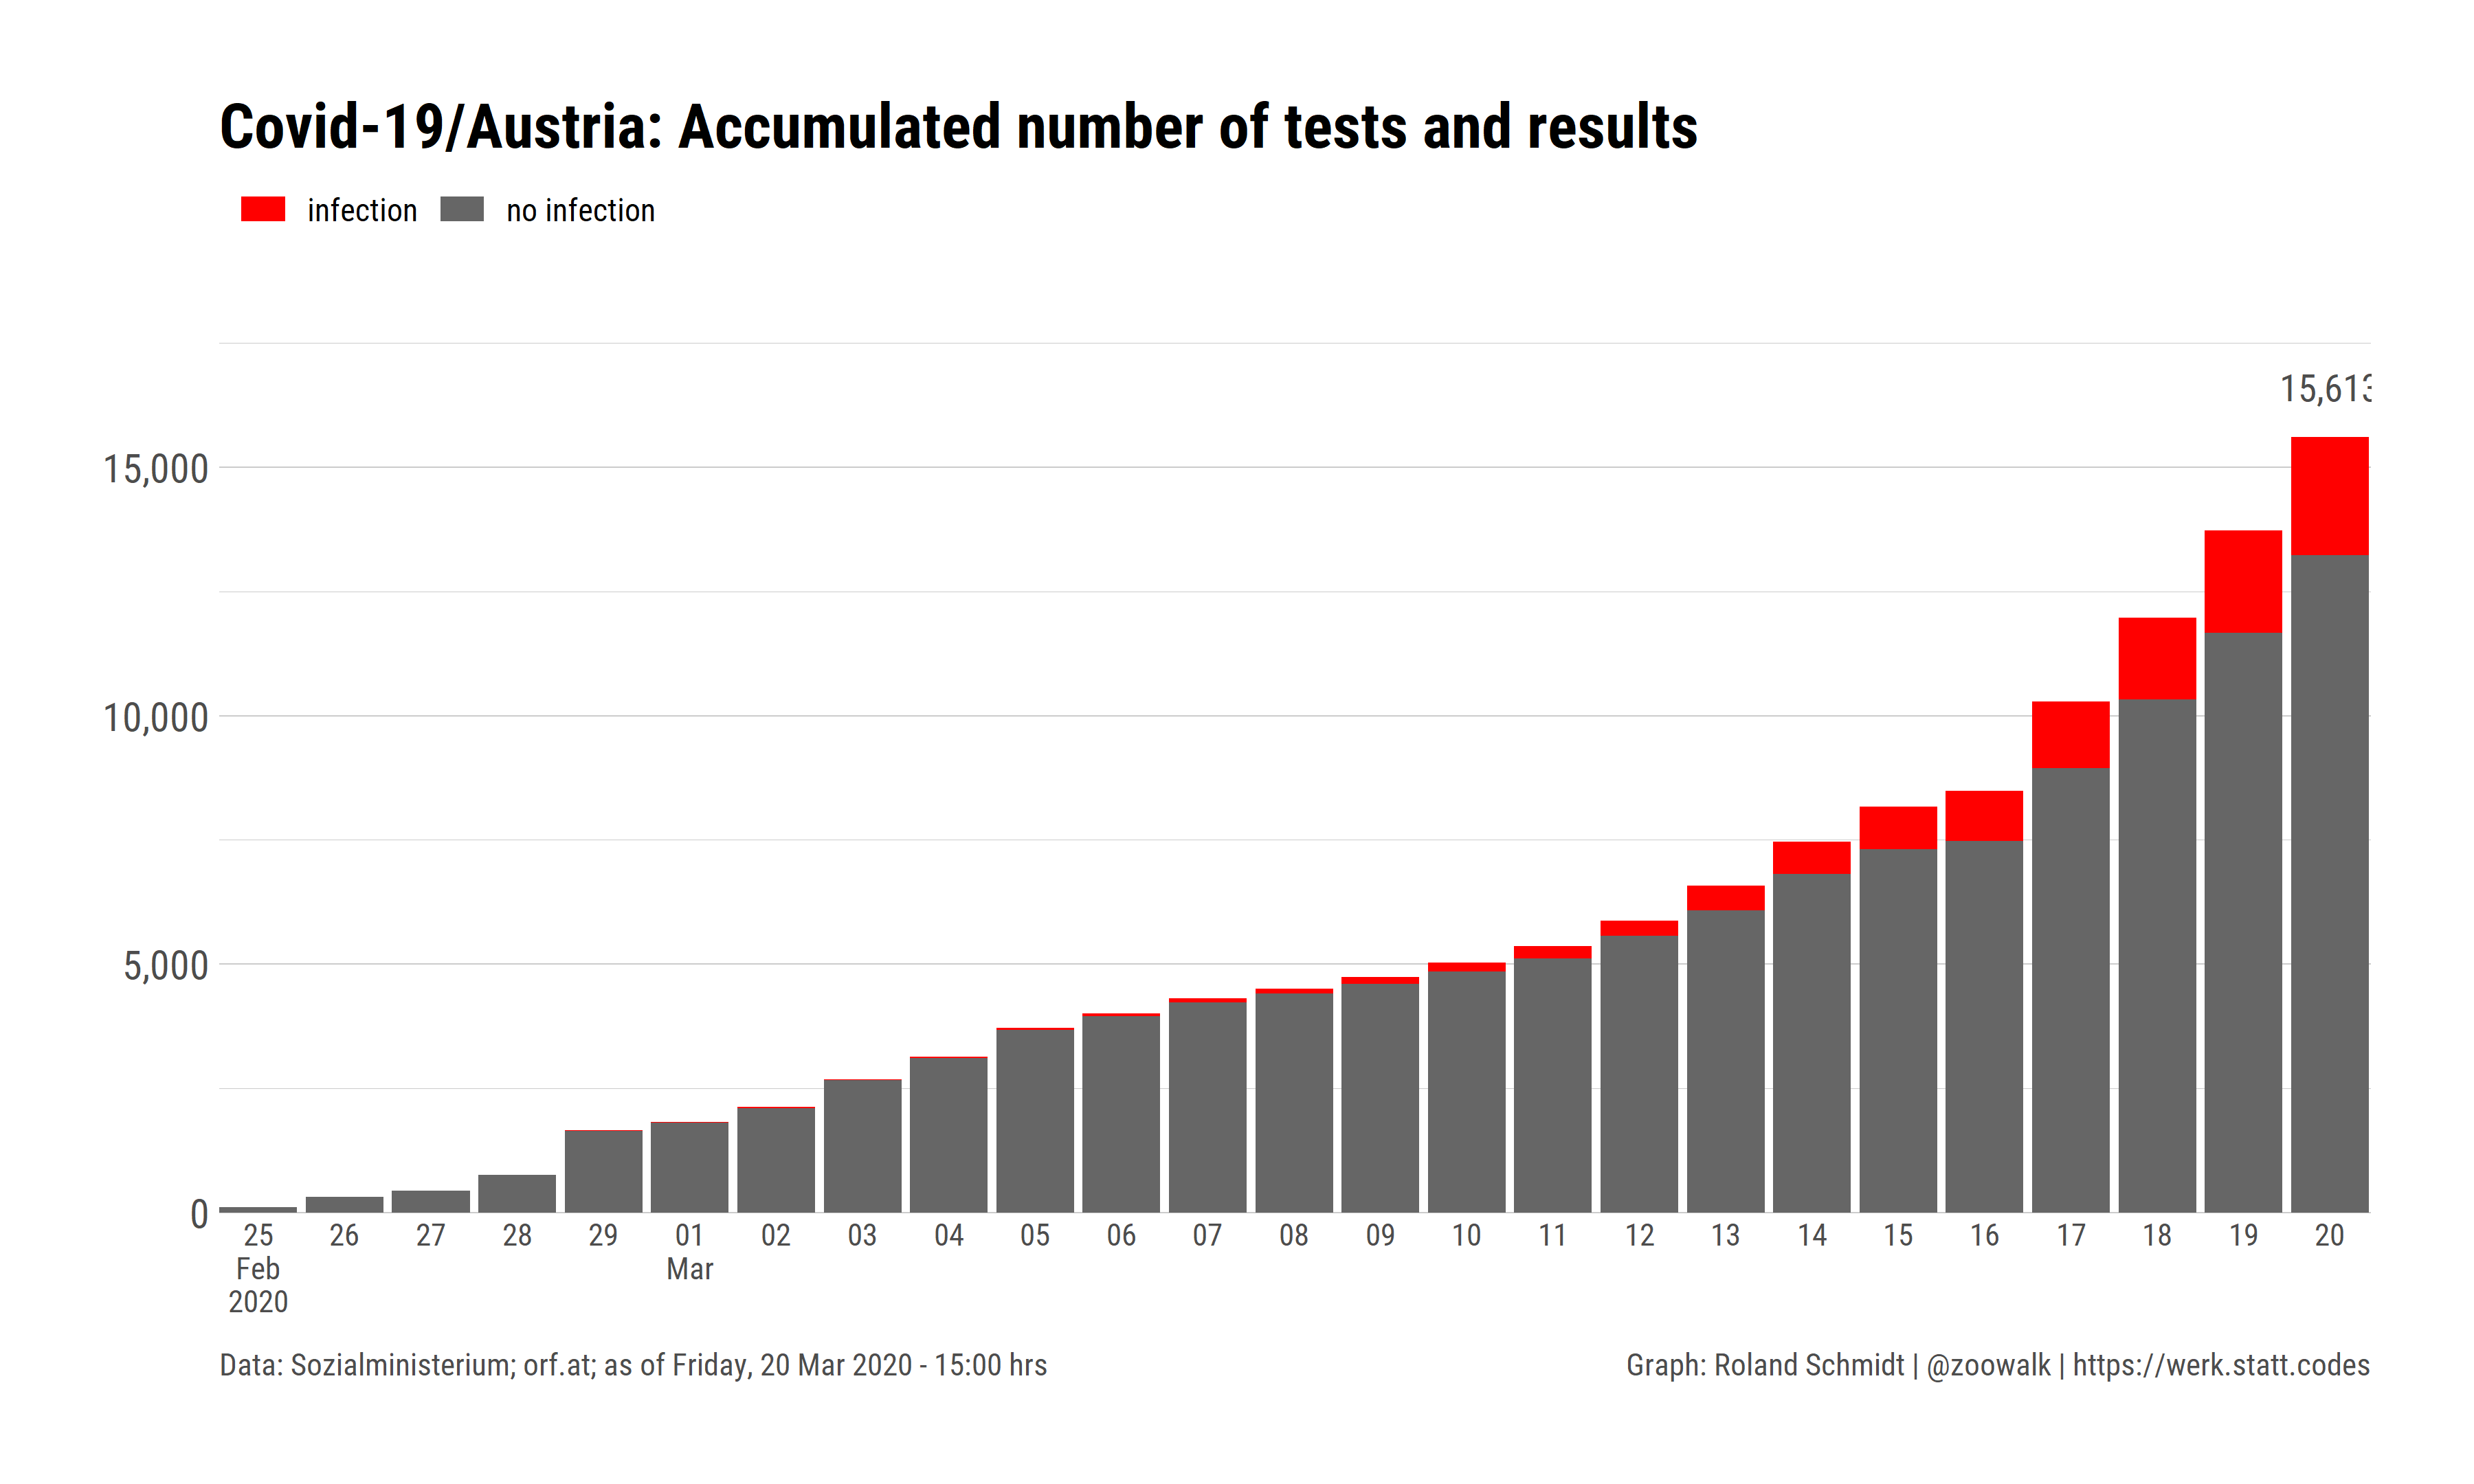 Covid-19/Austria: Accumulated number of tests and results
infection no infection
15,613
15,000
10,000
5,000
0
25 26 27 28 29 01 02 03 04 05 06 07 08 09 10 11 12 13 14 15 16 17 18 19 20
Feb Mar
2020
Data: Sozialministerium; orf.at; as of Friday, 20 Mar 2020 - 15:00 hrs
Graph: Roland Schmidt | @zoowalk | https://werk.statt.codes